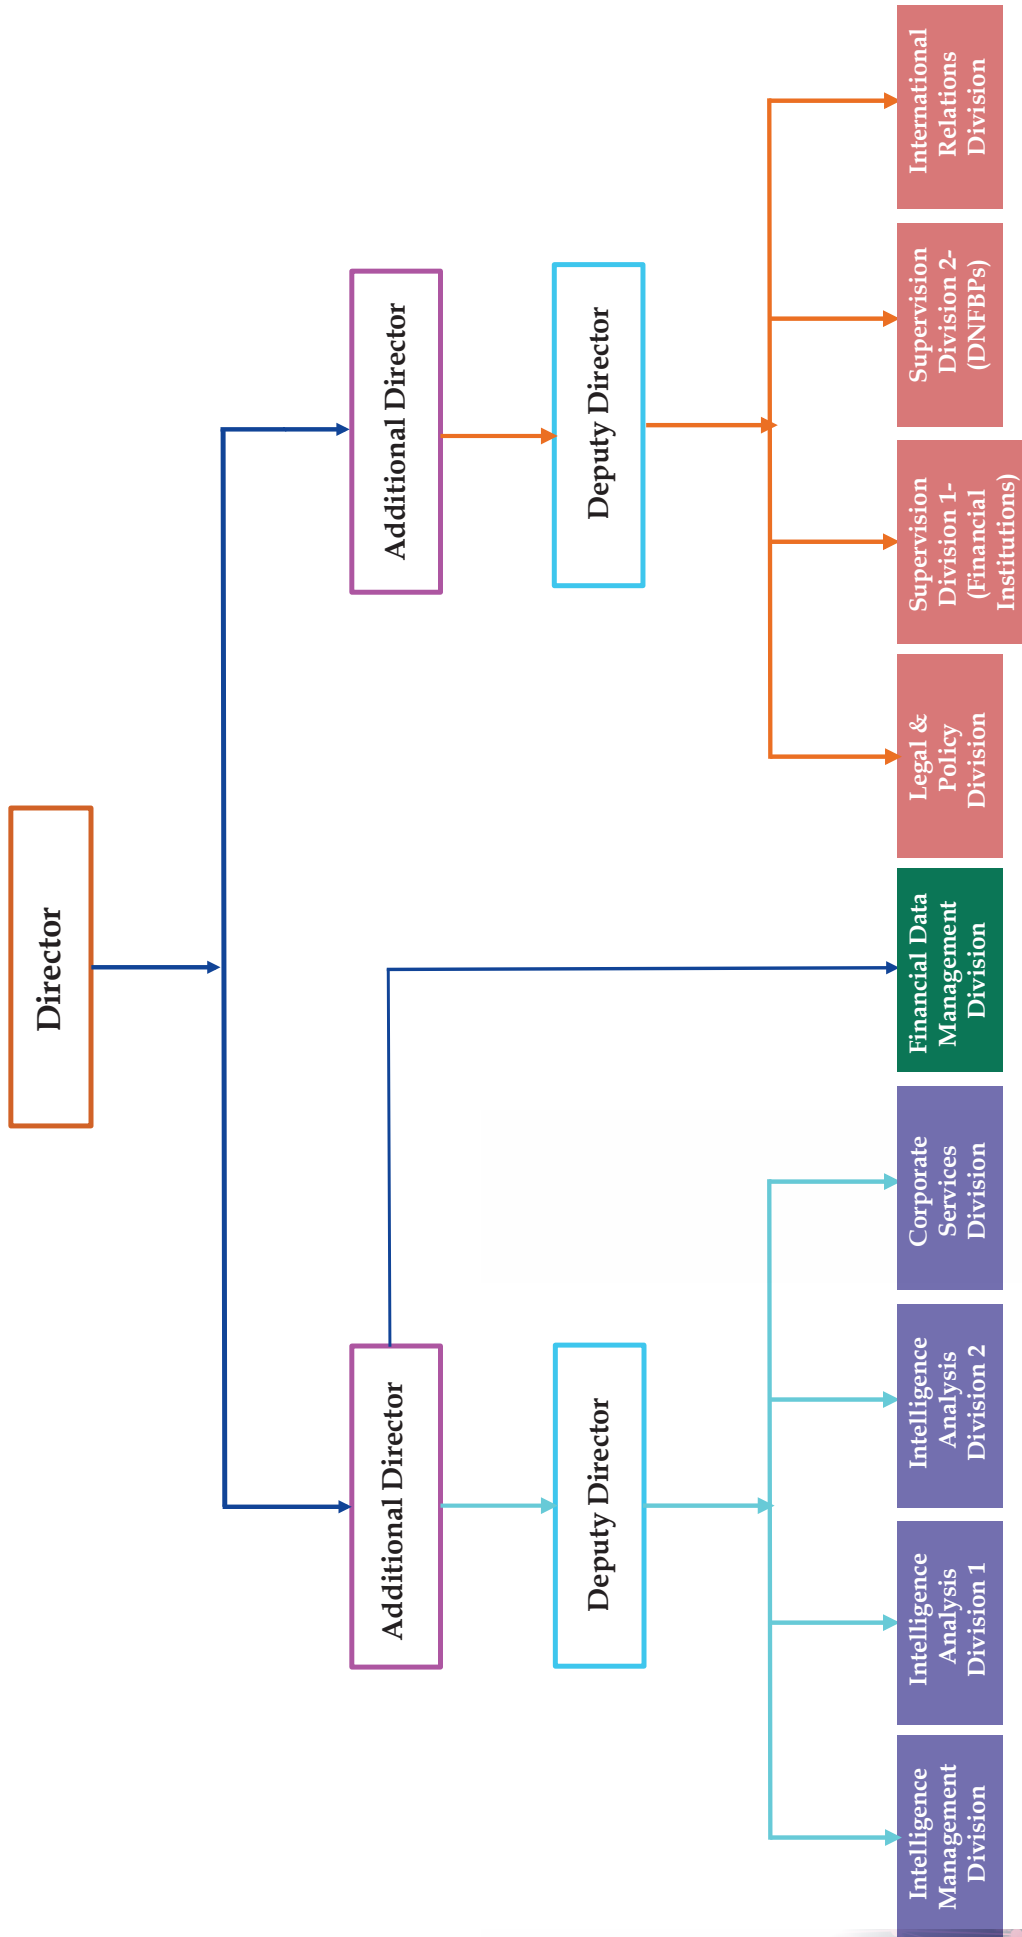 Director
Additional Director
Additional Director
Deputy Director
Deputy Director
Intelligence
Management
Division
Intelligence
Analysis
Division 1
Intelligence
Analysis
Division 2
Corporate
Services
Division
Financial Data
Management
Division
Legal &
Policy
Division
Supervision
Division 1-
(Financial
Institutions)
Supervision
Division 2-
(DNFBPs)
International
Relations
Division